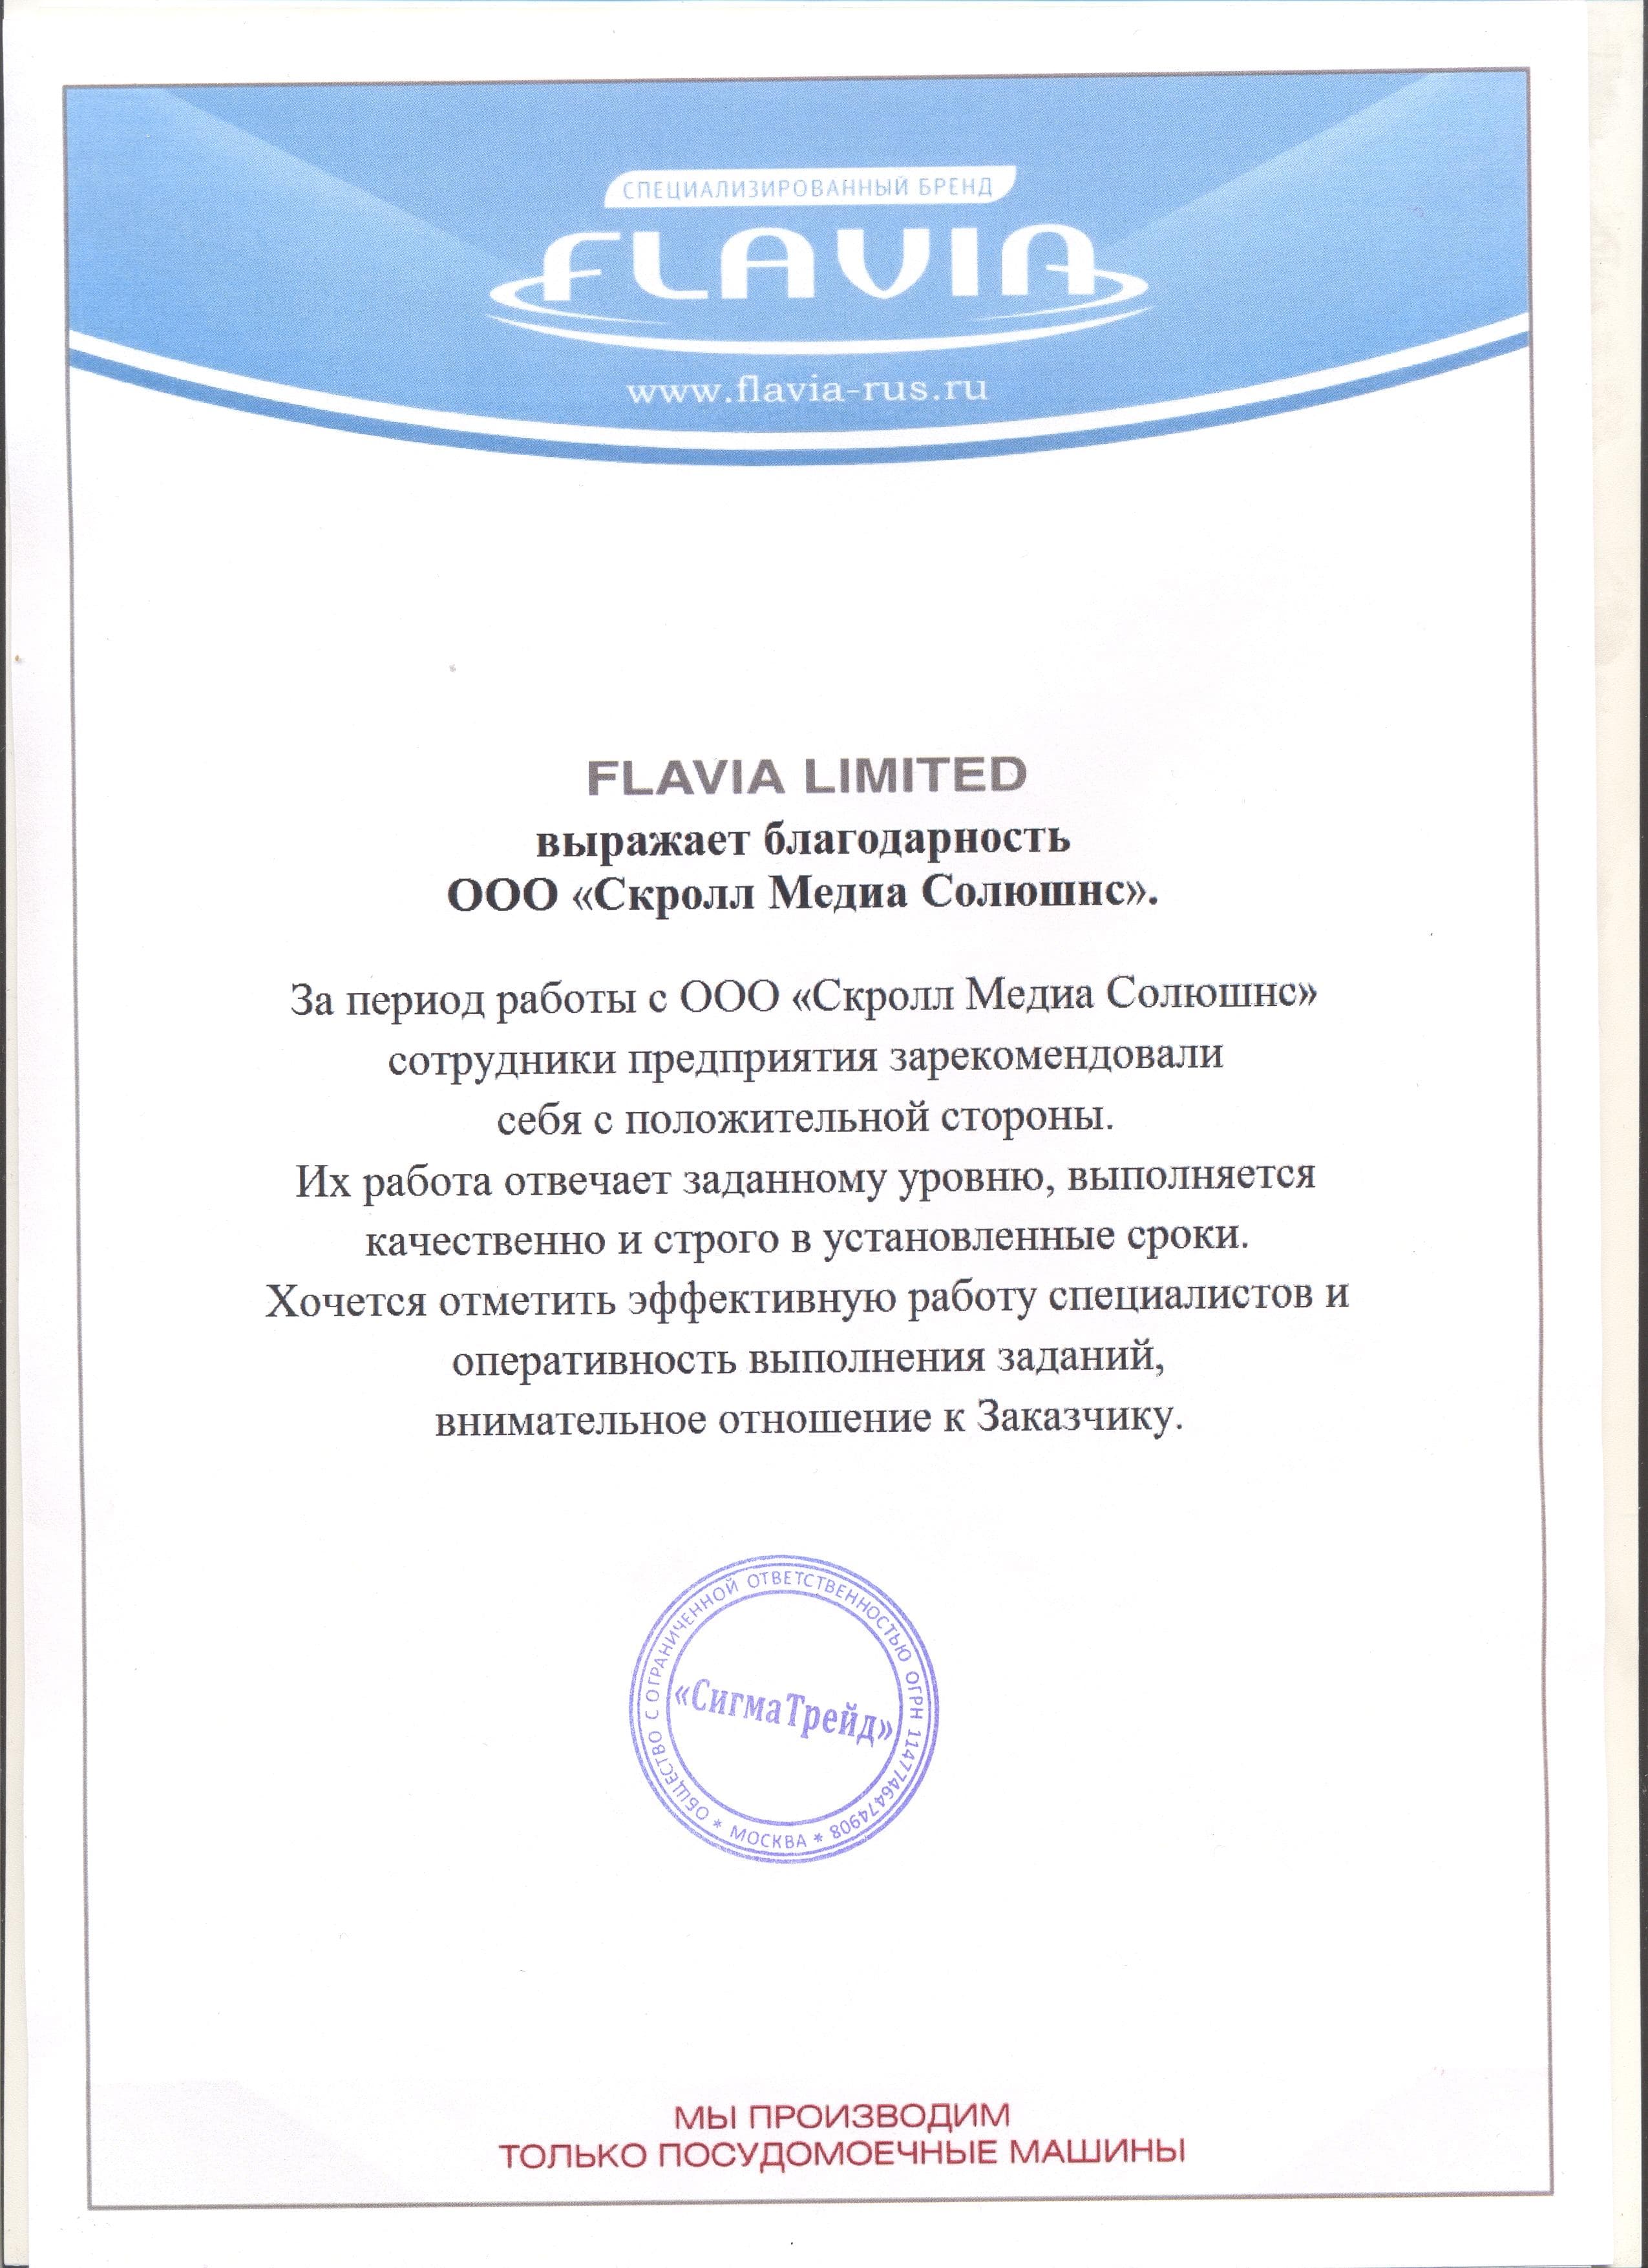 СПЕЦИАЛИЗИРОВАННЫЙ БРЕНД
FLAVIA
www.flavia-rus.ru
FLAVIA LIMITED
выражает благодарность
ООО «Скролл Медиа Солюшнс».
За период работы с ООО «Скролл Медиа Солюшнс»
сотрудники предприятия зарекомендовали
себя с положительной стороны.
Их работа отвечает заданному уровню, выполняется
качественно и строго в установленные сроки.
Хочется отметить эффективную работу специалистов и
оперативность выполнения заданий,
внимательное отношение к Заказчику.
ОБЩЕСТВО С ОГРАНИЧЕННОЙ ОТВЕТСТВЕННОСТЬЮ ОГРН 1147746474908
«СигмаТрейд»
* МОСКВА *
МЫ ПРОИЗВОДИМ
ТОЛЬКО ПОСУДОМОЕЧНЫЕ МАШИНЫ